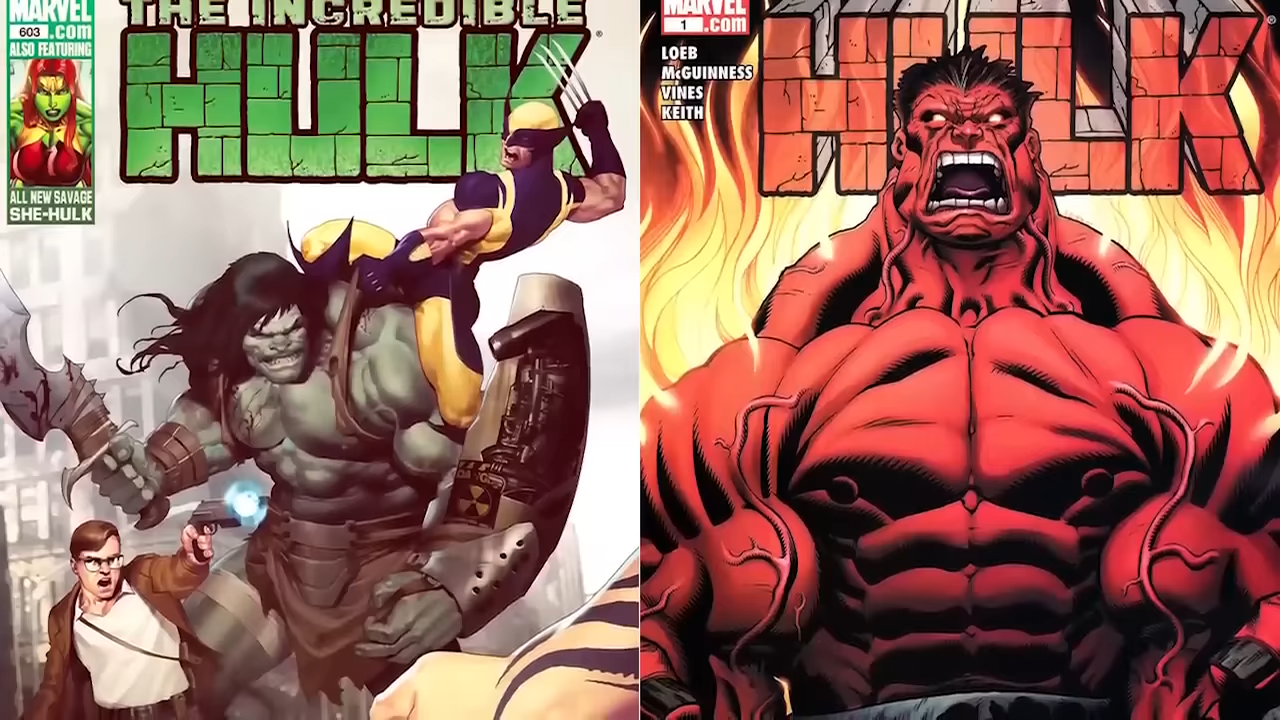 MARVEL
603 .com
ALSO FEATURING
ALL NEW SAVAGE
SHE-HULK
THE INCREDIBLE
HULK
MARVEL
1 .com
LOEB
McGUINNESS
VINES
KEITH
HULK